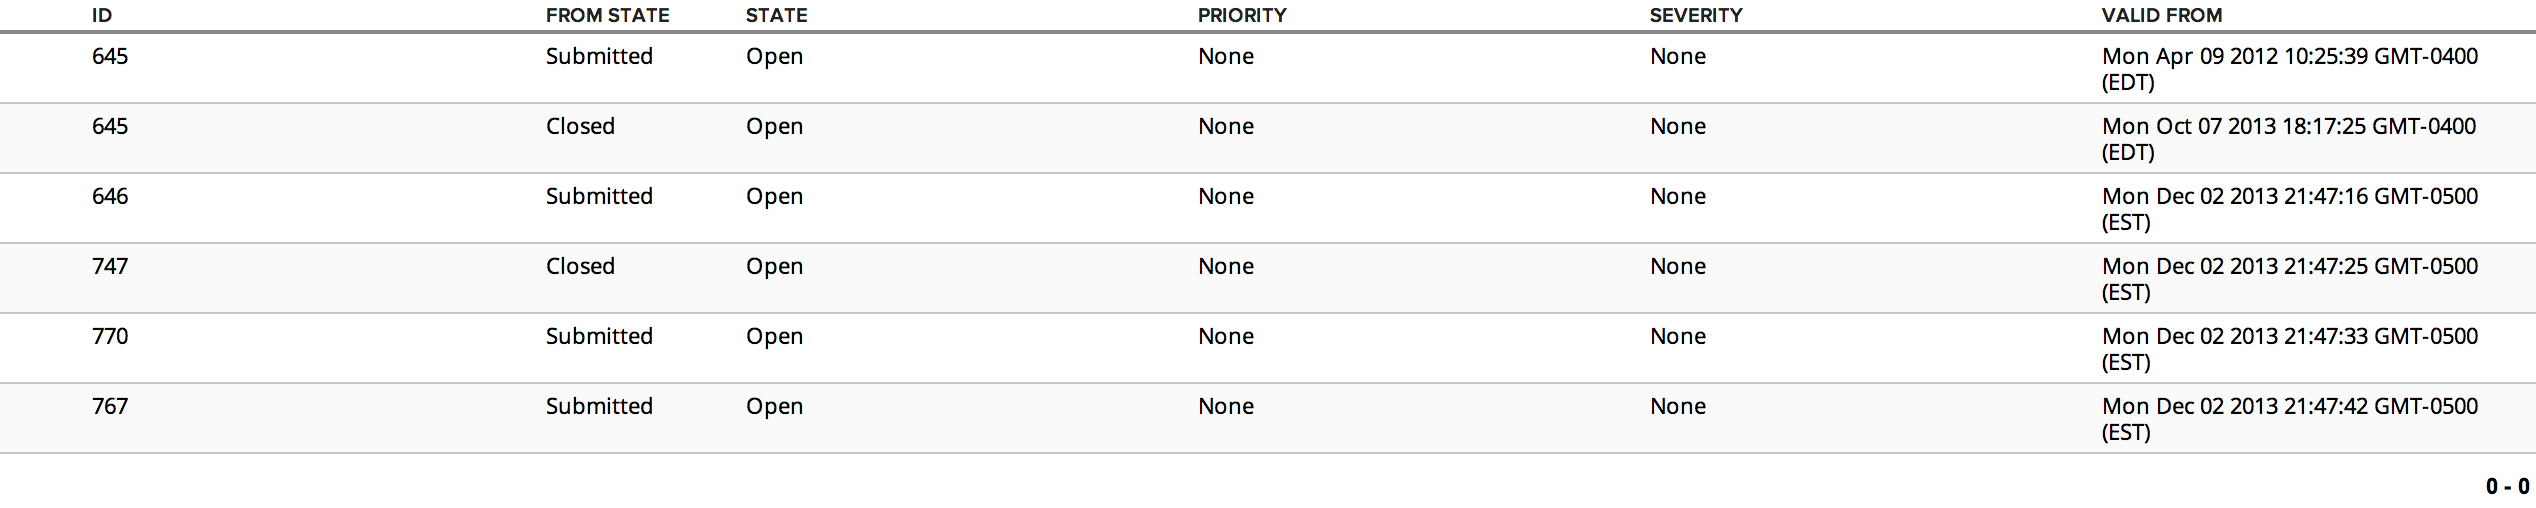 ID FROM STATE STATE PRIORITY SEVERITY VALID FROM
645 Submitted Open None None Mon Apr 09 2012 10:25:39 GMT-0400
(EDT)
645 Closed Open None None Mon Oct 07 2013 18:17:25 GMT-0400
(EDT)
646 Submitted Open None None Mon Dec 02 2013 21:47:16 GMT-0500
(EST)
747 Closed Open None None Mon Dec 02 2013 21:47:25 GMT-0500
(EST)
770 Submitted Open None None Mon Dec 02 2013 21:47:33 GMT-0500
(EST)
767 Submitted Open None None Mon Dec 02 2013 21:47:42 GMT-0500
(EST)
0 - 0